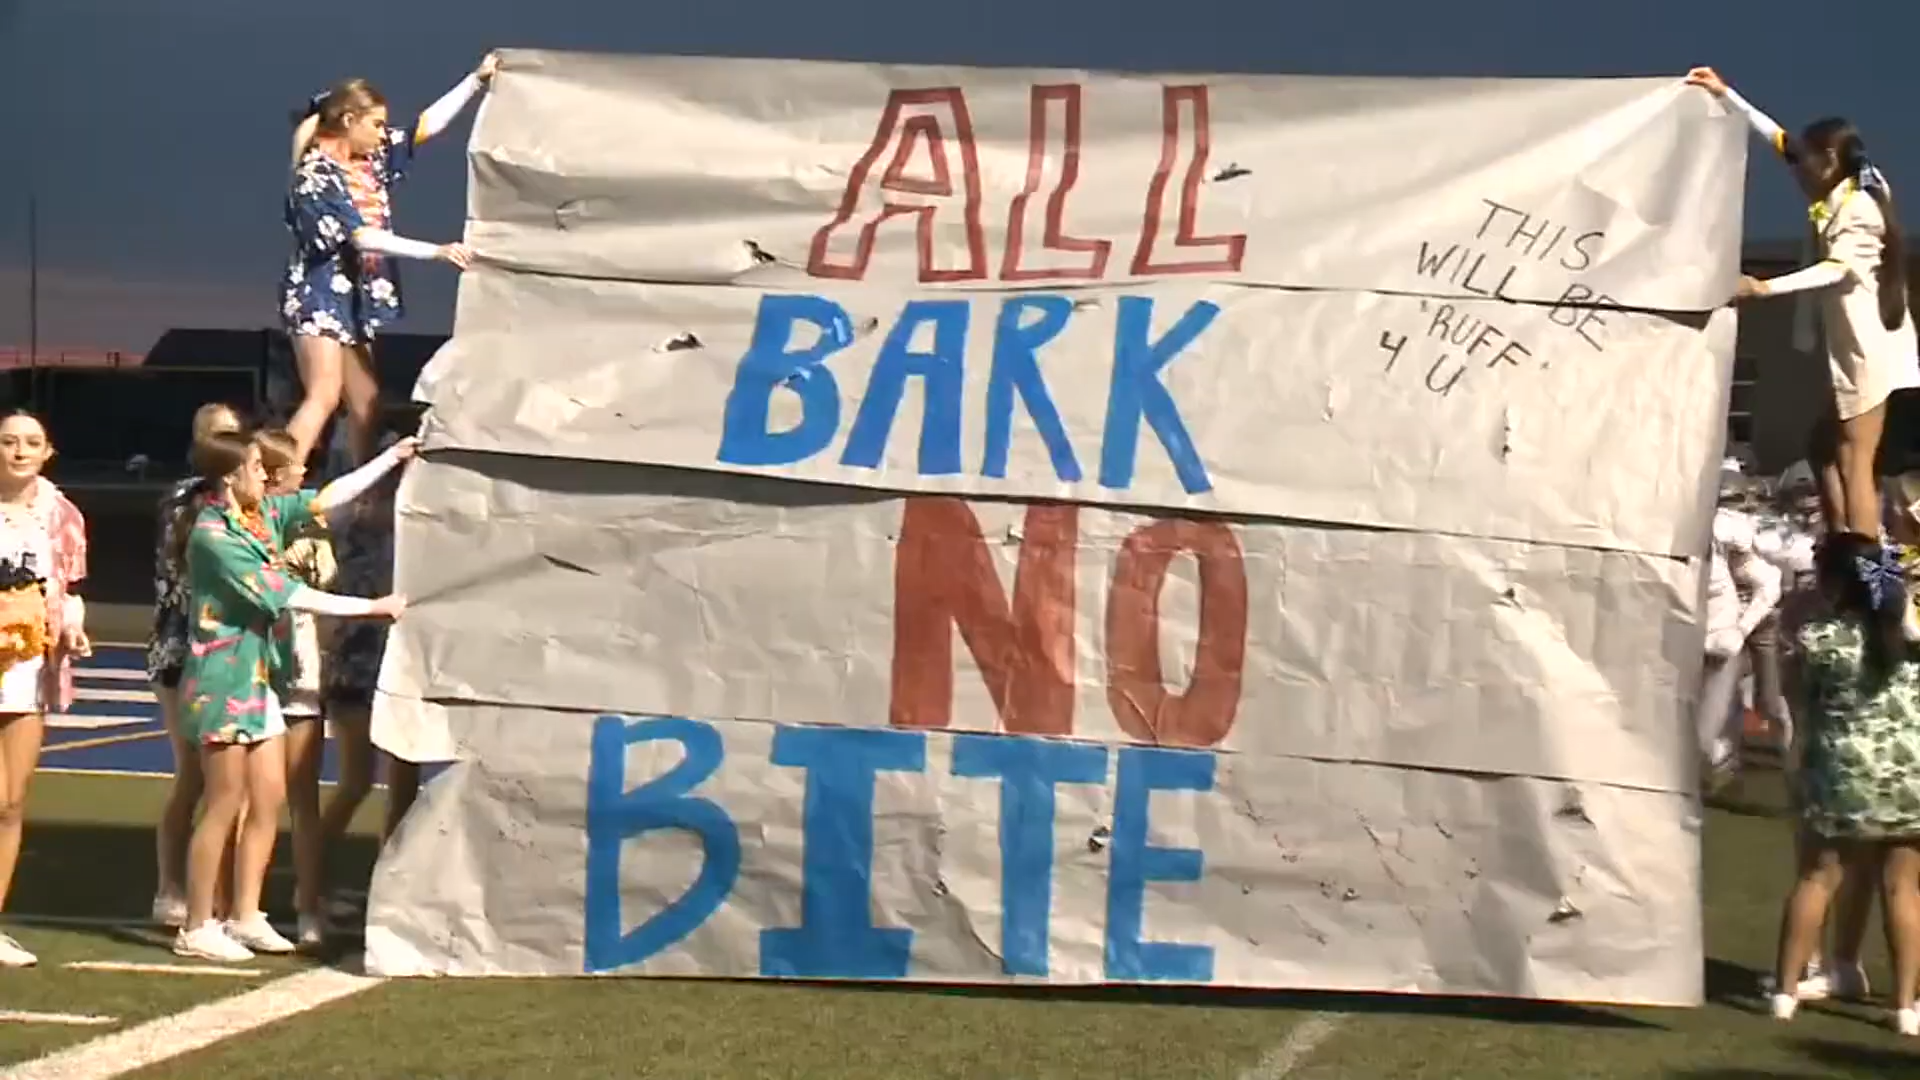 ALL
BARK
NO
BITE
THIS
WILL BE
"RUFF"
4 U